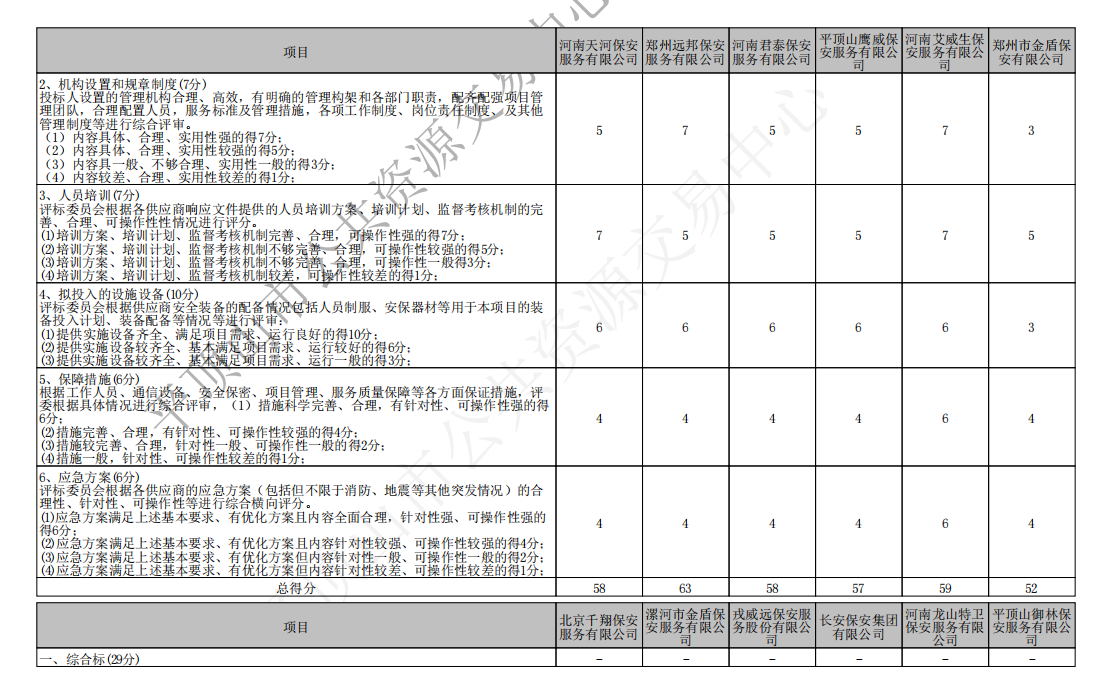 项目
河南天河保安
服务有限公司
郑州远邦保安
服务有限公司
河南君泰保安
服务有限公司
平顶山鹰威保
安服务有限公
司
河南艾威生保
安服务有限公
司
郑州市金盾保
安有限公司
2、机构设置和规章制度(7分)
投标人设置的管理机构合理、高效，有明确的管理构架和各部门职责，配齐配强项目管
理团队，合理配置人员，服务标准及管理措施，各项工作制度、岗位责任制度、及其他
管理制度等进行综合评审。
（1）内容具体、合理、实用性强的得7分；
（2）内容具体、合理、实用性较强的得5分；
（3）内容具一般、不够合理、实用性一般的得3分；
（4）内容较差、合理、实用性较差的得1分；
5 7 5 5 7 3
3、人员培训(7分)
评标委员会根据各供应商响应文件提供的人员培训方案、培训计划、监督考核机制的完
善、合理、可操作性性情况进行评分。
(1)培训方案、培训计划、监督考核机制完善、合理，可操作性强的得7分；
(2)培训方案、培训计划、监督考核机制不够完善、合理，可操作性较强的得5分；
(3)培训方案、培训计划、监督考核机制不够完善、合理，可操作性一般得3分；
(4)培训方案、培训计划、监督考核机制较差，可操作性较差的得1分；
7 5 5 5 7 5
4、拟投入的设施设备(10分)
评标委员会根据供应商安全装备的配备情况包括人员制服、安保器材等用于本项目的装
备投入计划、装备配备等情况等进行评审：
(1)提供实施设备齐全、满足项目需求、运行良好的得10分；
(2)提供实施设备较齐全、基本满足项目需求、运行较好的得6分；
(3)提供实施设备较齐全、基本满足项目需求、运行一般的得3分；
6 6 6 6 6 3
5、保障措施(6分)
根据工作人员、通信设备、安全保密、项目管理、服务质量保障等各方面保证措施，评
委根据具体情况进行综合评审，（1）措施科学完善、合理，有针对性、可操作性强的得
6分；
(2)措施完善、合理，有针对性、可操作性较强的得4分；
(3)措施较完善、合理，针对性一般、可操作性一般的得2分；
(4)措施一般，针对性、可操作性较差的得1分；
4 4 4 4 6 4
6、应急方案(6分)
评标委员会根据各供应商的应急方案（包括但不限于消防、地震等其他突发情况）的合
理性、针对性、可操作性等进行综合横向评分。
(1)应急方案满足上述基本要求、有优化方案且内容全面合理，针对性强、可操作性强的
得6分；
(2)应急方案满足上述基本要求、有优化方案且内容针对性较强、可操作性较强的得4分；
(3)应急方案满足上述基本要求、有优化方案但内容针对性一般、可操作性一般的得2分；
(4)应急方案满足上述基本要求、有优化方案但内容针对性较差、可操作性较差的得1分；
4 4 4 4 6 4
总得分 58 63 58 57 59 52
项目
北京千翔保安
服务有限公司
漯河市金盾保
安服务有限公
司
戎威远保安服
务股份有限公
司
长安保安集团
有限公司
河南龙山特卫
保安服务有限
公司
平顶山御林保
安服务有限公
司
一、综合标(29分) － － － － － －
平顶山市公共资源交易中心
顶山市公共资源交易中心